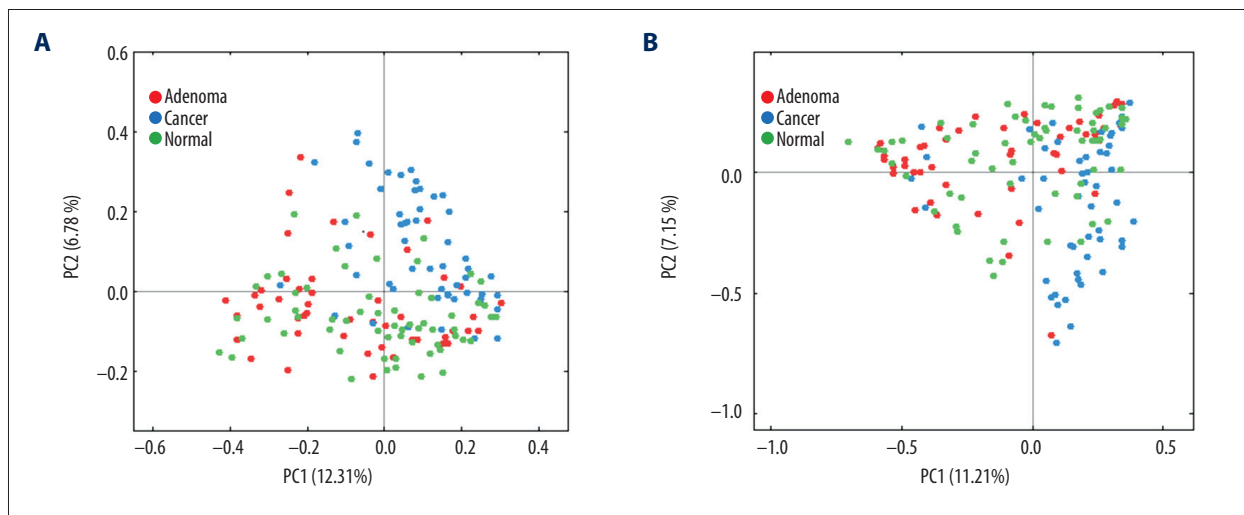 A
0.6
0.4
0.2
0.0
−0.2
PC2 (6.78 %)
Adenoma
Cancer
Normal
−0.6
−0.4
−0.2
0.0
0.2
0.4
PC1 (12.31%)
B
0.0
−0.5
−1.0
PC2 (7.15 %)
Adenoma
Cancer
Normal
−1.0
−0.5
0.0
0.5
PC1 (11.21%)